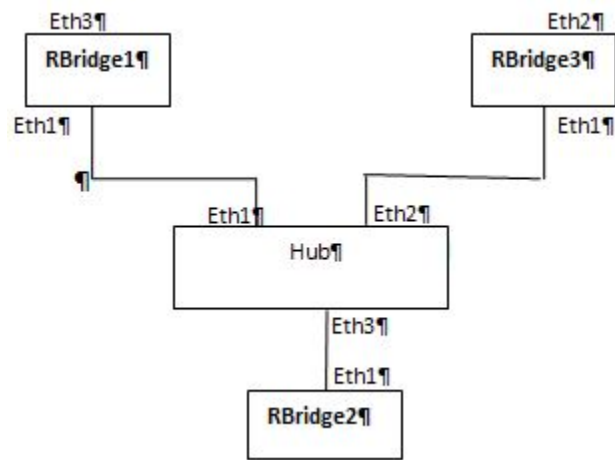 Eth3¶
RBridge1¶
Eth1¶
¶
Eth2¶
RBridge3¶
Eth1¶
Eth1¶
Eth2¶
Hub¶
Eth3¶
Eth1¶
RBridge2¶